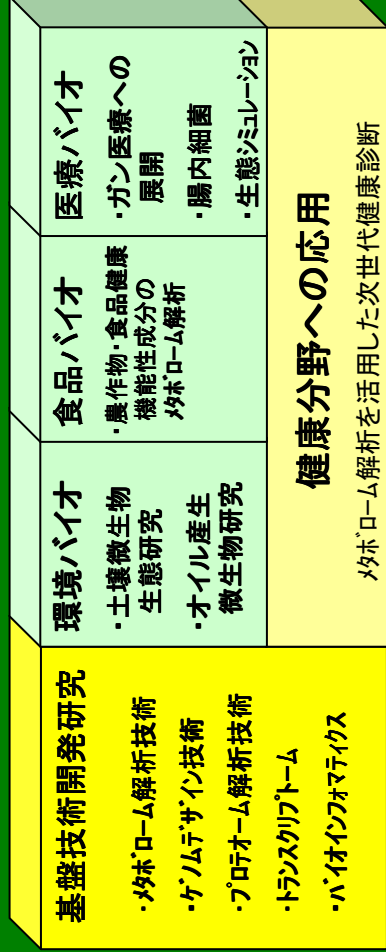 基盤技術開発研究
・ﾒﾀﾎﾞﾛｰﾑ解析技術
・ｹﾞﾉﾑﾃﾞｻﾞｲﾝ技術
・ﾌﾟﾛﾃｵｰﾑ解析技術
・ﾄﾗﾝｽｸﾘﾌﾟﾄｰﾑ
・ﾊﾞｲｵｲﾝﾌｫﾏﾃｨｸｽ
環境バイオ
・土壌微生物
生態研究
・オイル産生
微生物研究
食品バイオ
・農作物・食品健康
機能性成分の
ﾒﾀﾎﾞﾛｰﾑ解析
医療バイオ
・ガン医療への
展開
・腸内細菌
・生態シミュレーション
健康分野への応用
ﾒﾀﾎﾞﾛｰﾑ解析を活用した次世代健康診断